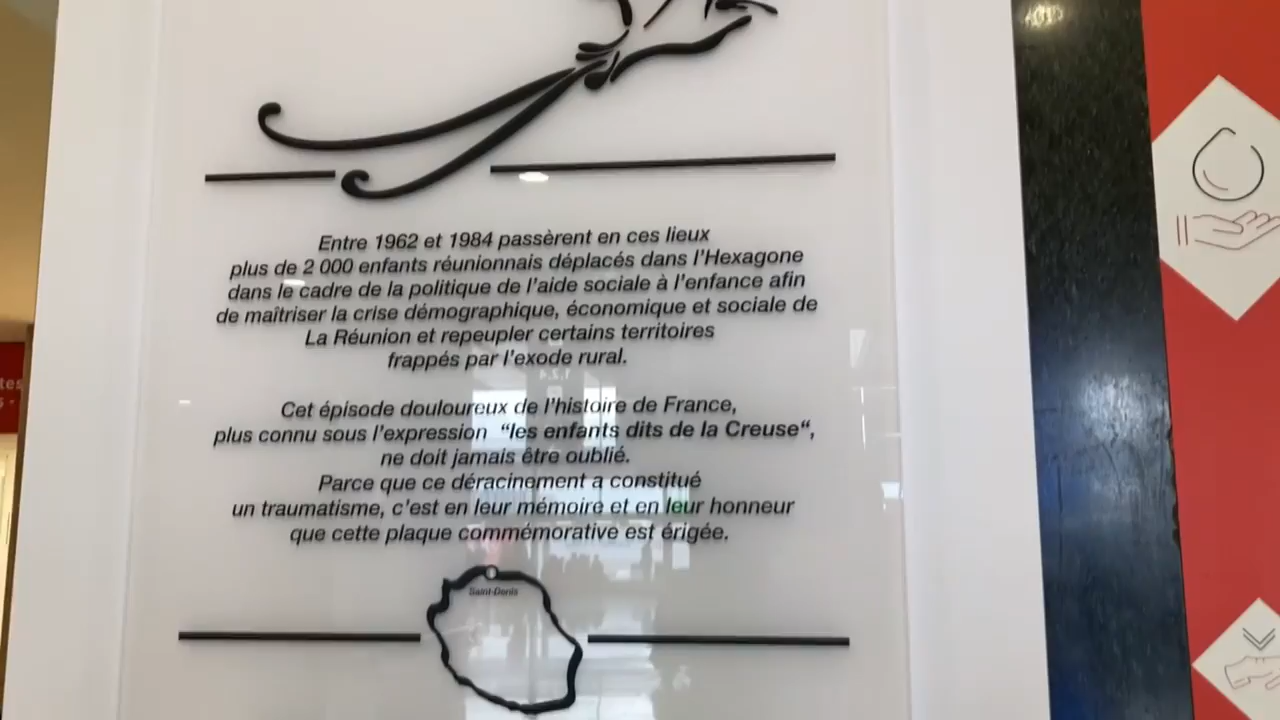 Entre 1962 et 1984 passèrent en ces lieux
plus de 2 000 enfants réunionnais déplacés dans l'Hexagone
dans le cadre de la politique de l'aide sociale à l'enfance afin
de maîtriser la crise démographique, économique et sociale de
La Réunion et repeupler certains territoires
frappés par l'exode rural.
Cet épisode douloureux de l'histoire de France,
plus connu sous l'expression “les enfants dits de la Creuse“,
ne doit jamais être oublié.
Parce que ce déracinement a constitué
un traumatisme, c'est en leur mémoire et en leur honneur
que cette plaque commémorative est érigée.
Saint-Denis